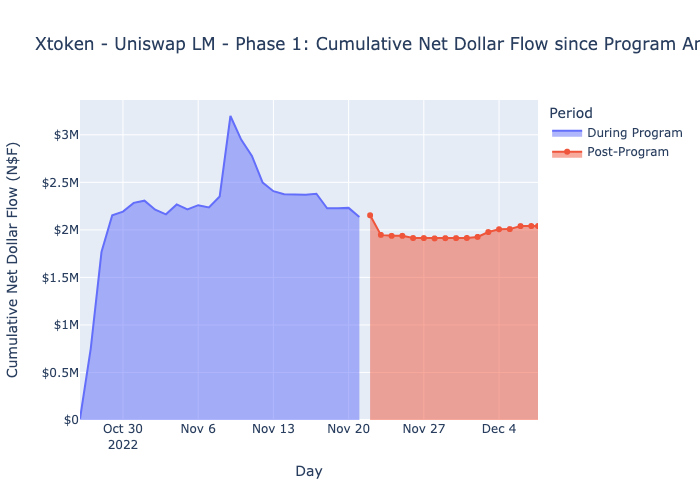 Xtoken - Uniswap LM - Phase 1: Cumulative Net Dollar Flow since Program
Period
During Program
Post-Program
Cumulative Net Dollar Flow (N$F)
$3M
$2.5M
$2M
$1.5M
$1M
$0.5M
$0
Oct 30
2022
Nov 6
Nov 13
Nov 20
Nov 27
Dec 4
Day